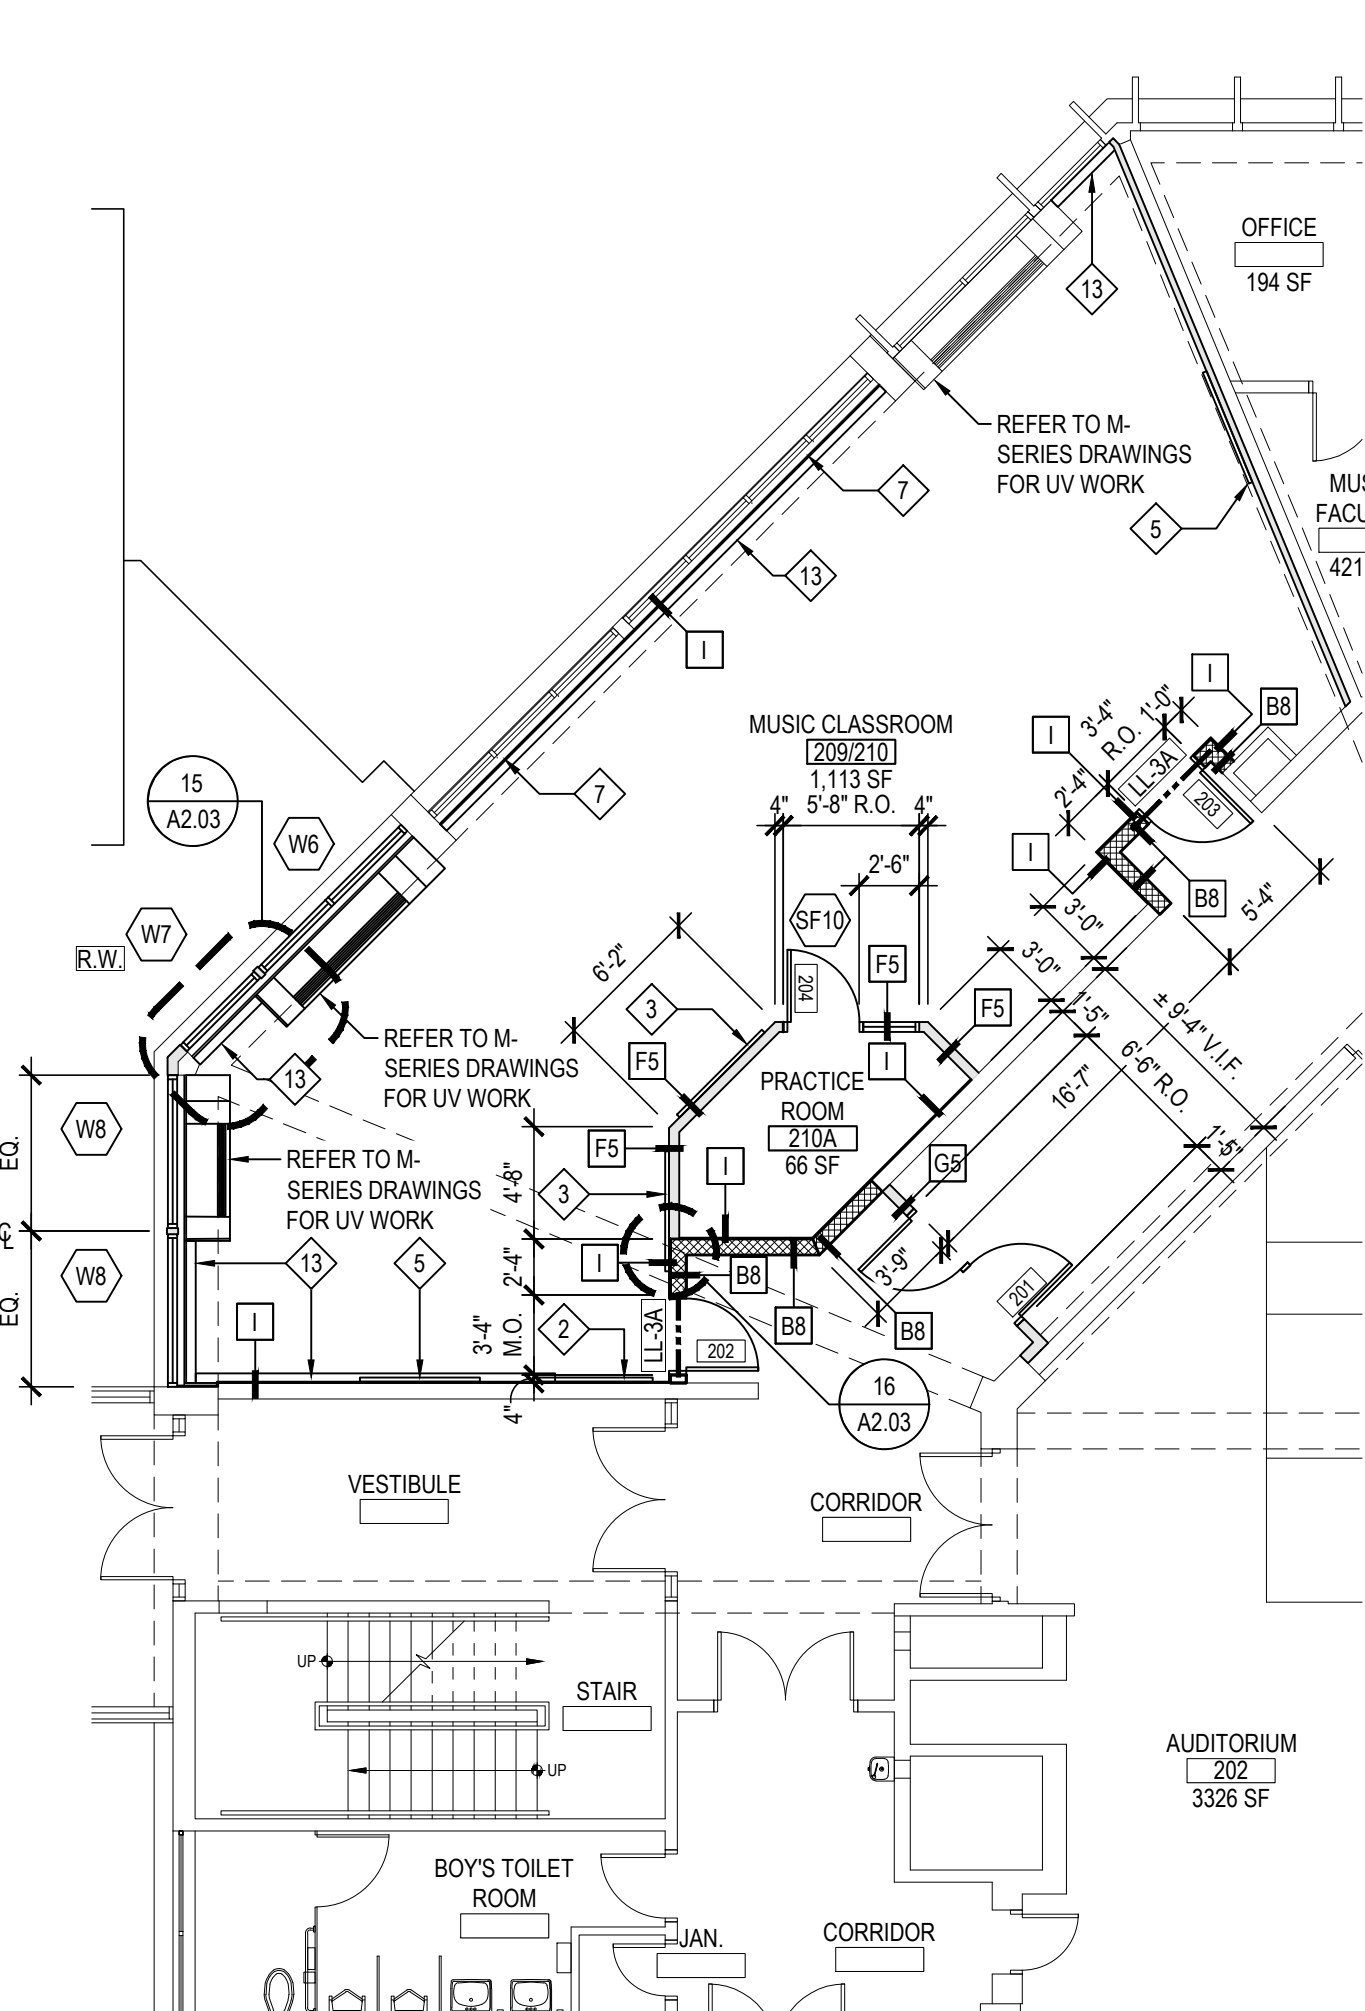 OFFICE
194 SF
13
REFER TO M-
SERIES DRAWINGS
FOR UV WORK
7
5
13
I
MUSIC CLASSROOM
209/210
1,113 SF
5'-8" R.O.
4"
4"
2'-6"
7
15
A2.03
W6
W7
R.W.
I
B8
I
3'-4"
R.O.
1'-0"
LL-3A
2'-4"
203
I
B8
5'-4"
3'-0"
SF10
204
F5
6'-2"
3
F5
3'-0"
F5
1'-5"
± 9'-4" V.I.F.
6'-6" R.O.
16'-7"
1'-5"
REFER TO M-
SERIES DRAWINGS
FOR UV WORK
13
I
PRACTICE
ROOM
210A
66 SF
W8
EQ.
F5
I
G5
REFER TO M-
SERIES DRAWINGS
FOR UV WORK
4'-8"
3
W8
EQ.
13
5
I
2'-4"
I
B8
3'-9"
201
3'-4"
M.O.
2
LL-3A
202
B8
B8
4"
16
A2.03
VESTIBULE
CORRIDOR
UP
STAIR
UP
AUDITORIUM
202
3326 SF
BOY'S TOILET
ROOM
JAN.
CORRIDOR
421